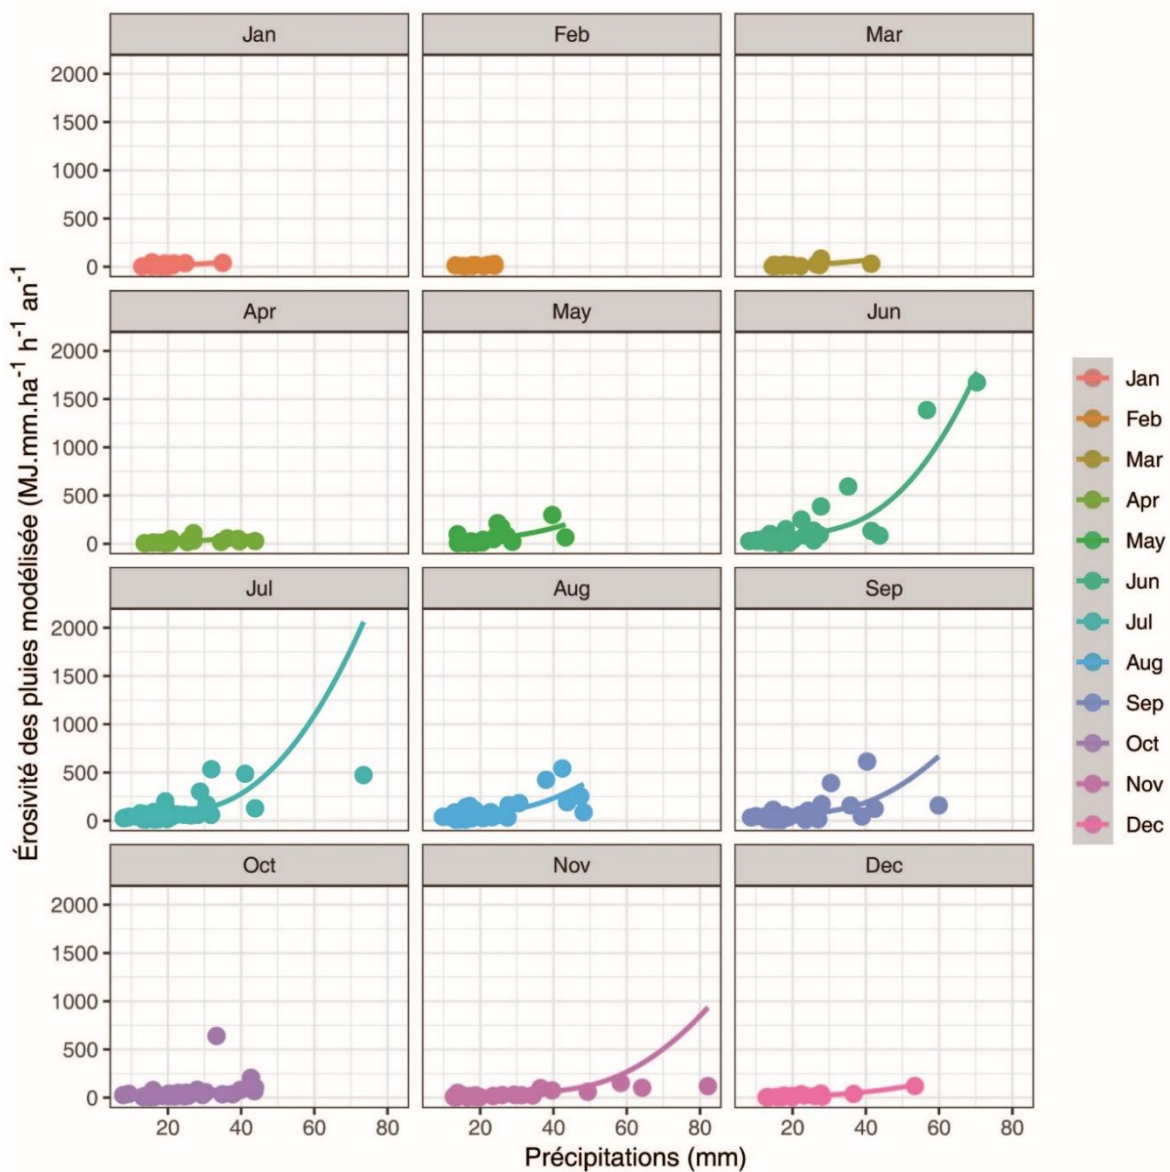 Jan Feb Mar
2000
1500
1000
500
0
Apr May Jun
2000
1500
1000
500
0
Jul Aug Sep
2000
1500
1000
500
0
Oct Nov Dec
2000
1500
1000
500
0
20 40 60 80 20 40 60 80 20 40 60 80
Précipitations (mm)
Érosivité des pluies modélisée (MJ.mm.ha⁻¹ h⁻¹ an⁻¹)
Jan
Feb
Mar
Apr
May
Jun
Jul
Aug
Sep
Oct
Nov
Dec